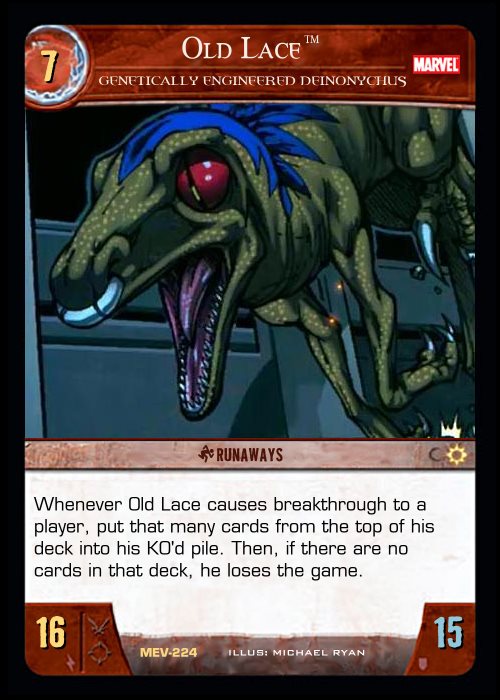 7
OLD LACE™
GENETICALLY ENGINEERED DEINONYCHUS
MARVEL
RUNAWAYS
C
Whenever Old Lace causes breakthrough to a
player, put that many cards from the top of his
deck into his KO'd pile. Then, if there are no
cards in that deck, he loses the game.
16
15
MEV-224 ILLUS: MICHAEL RYAN